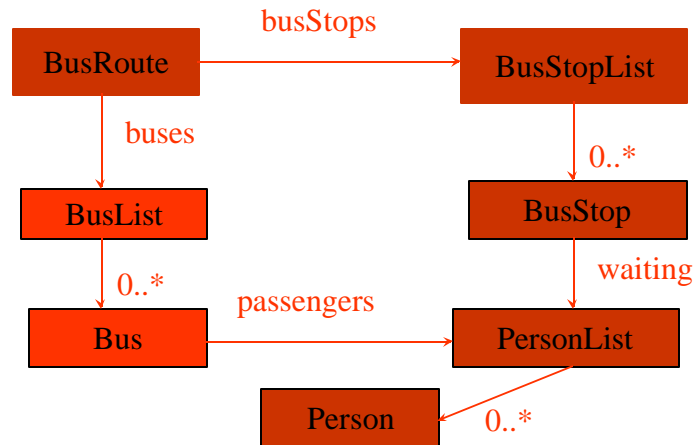 busStops
BusRoute
BusStopList
buses
0..*
BusList
BusStop
0..*
waiting
passengers
Bus
PersonList
Person
0..*